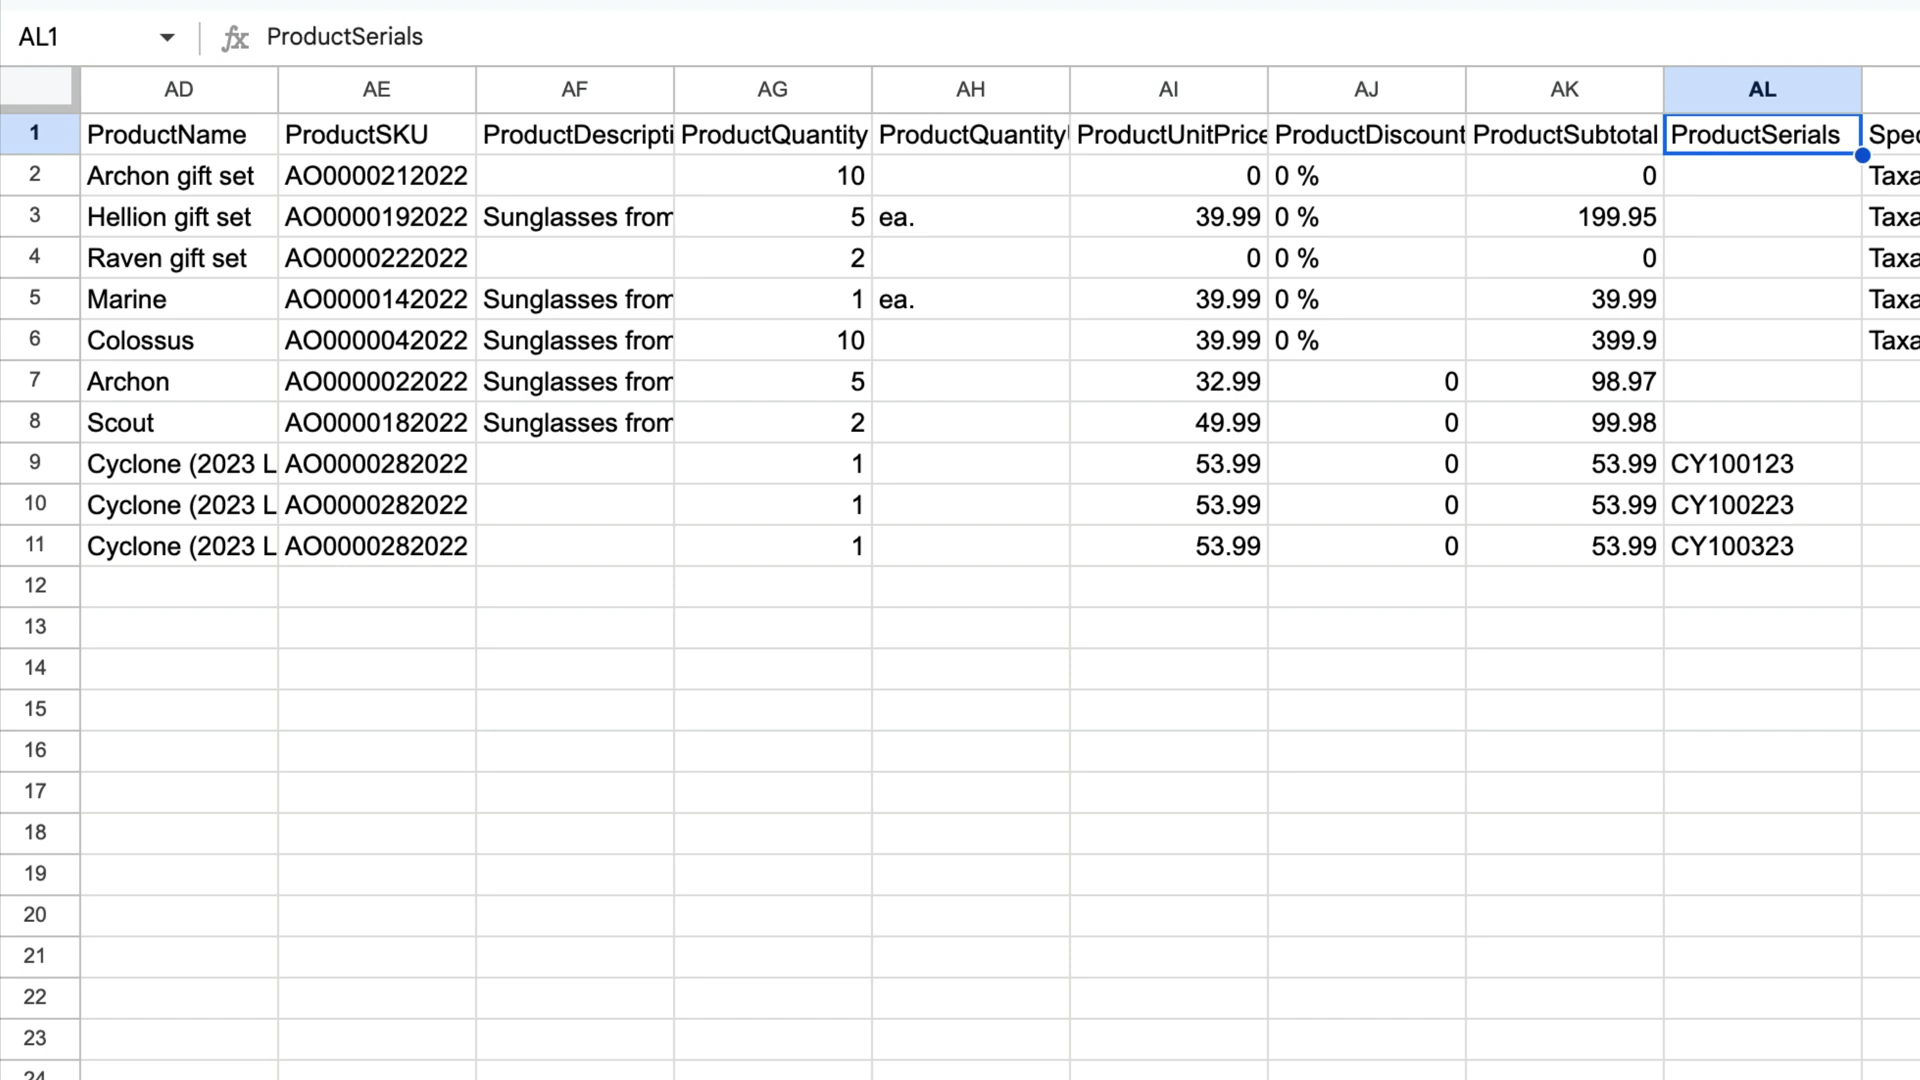 AL1 fx ProductSerials
AD AE AF AG AH AI AJ AK AL
1 ProductName ProductSKU ProductDescripti ProductQuantity ProductQuantity ProductUnitPrice ProductDiscount ProductSubtotal ProductSerials Spec
2 Archon gift set AO0000212022 10 0 0 % 0 Taxa
3 Hellion gift set AO0000192022 Sunglasses from 5 ea. 39.99 0 % 199.95 Taxa
4 Raven gift set AO0000222022 2 0 0 % 0 Taxa
5 Marine AO0000142022 Sunglasses from 1 ea. 39.99 0 % 39.99 Taxa
6 Colossus AO0000042022 Sunglasses from 10 39.99 0 % 399.9 Taxa
7 Archon AO0000022022 Sunglasses from 5 32.99 0 98.97
8 Scout AO0000182022 Sunglasses from 2 49.99 0 99.98
9 Cyclone (2023 L AO0000282022 1 53.99 0 53.99 CY100123
10 Cyclone (2023 L AO0000282022 1 53.99 0 53.99 CY100223
11 Cyclone (2023 L AO0000282022 1 53.99 0 53.99 CY100323
12
13
14
15
16
17
18
19
20
21
22
23
24